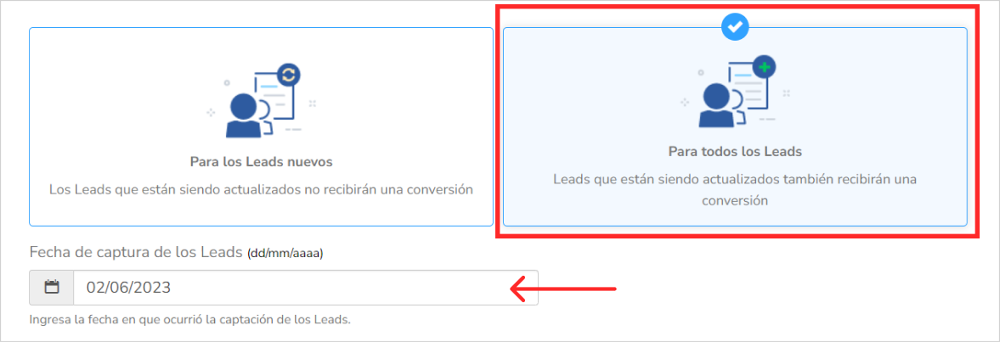 Para los Leads nuevos
Los Leads que están siendo actualizados no recibirán una conversión
Para todos los Leads
Leads que están siendo actualizados también recibirán una
conversión
Fecha de captura de los Leads (dd/mm/aaaa)
02/06/2023
Ingresa la fecha en que ocurrió la captación de los Leads.